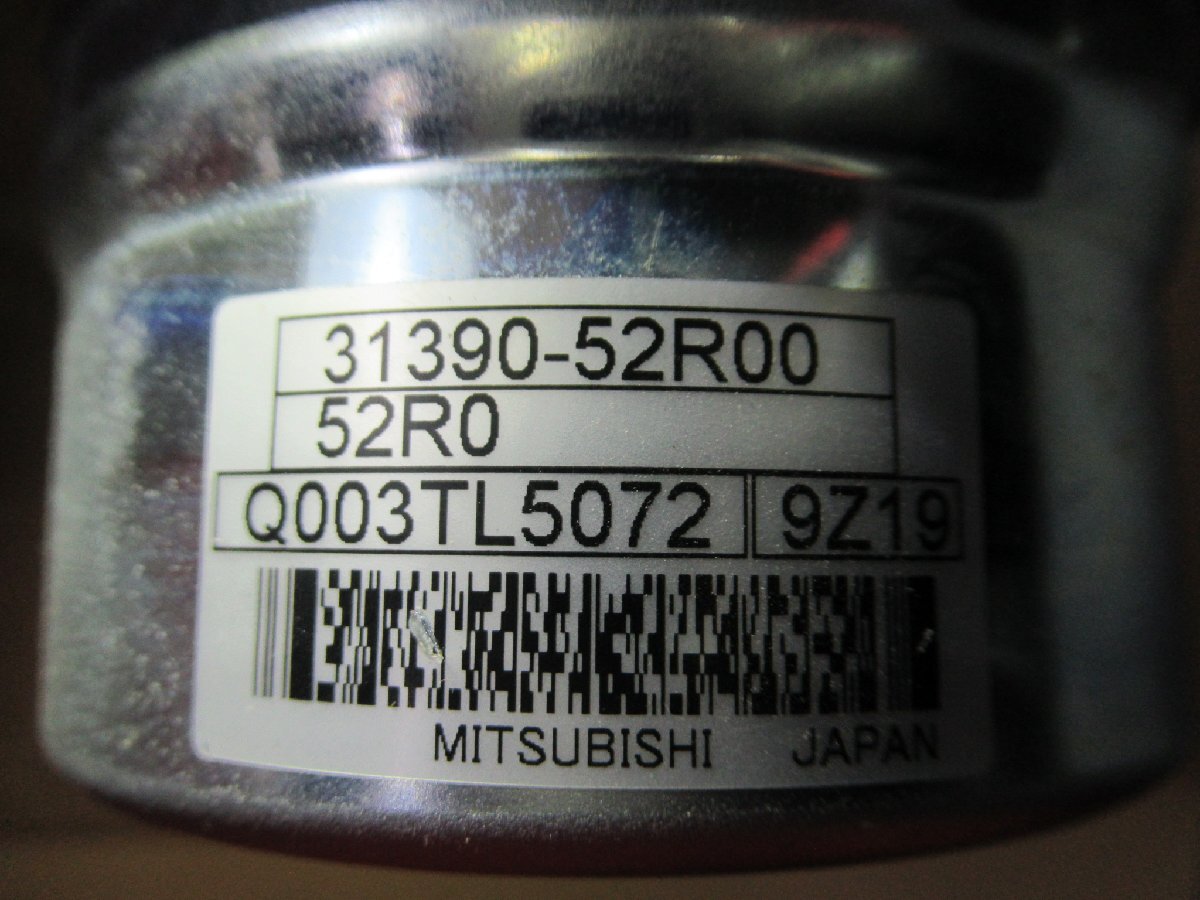 31390-52R00
52R0
Q003TL5072 9Z19
MITSUBISHI JAPAN